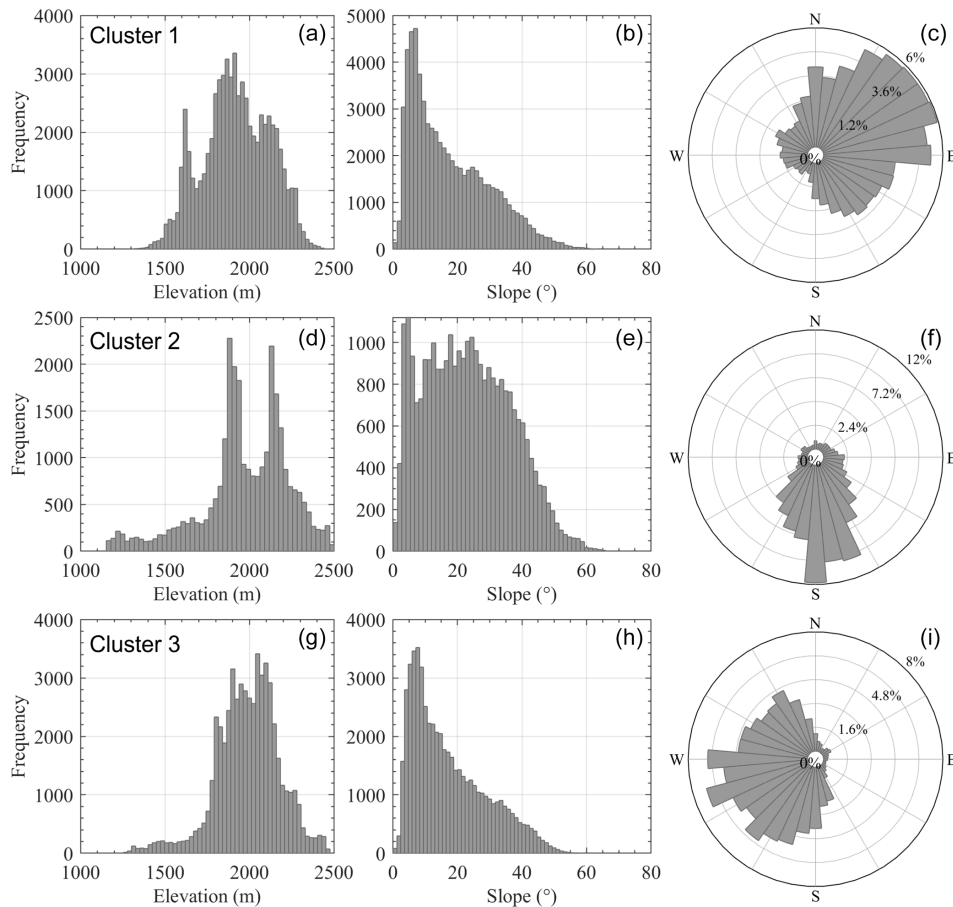 Cluster 1
(a)
Frequency
4000
3000
2000
1000
0
1000
1500
2000
2500
Elevation (m)
(b)
5000
4000
3000
2000
1000
0
0
20
40
60
80
Slope (°)
(c)
N
6%
3.6%
1.2%
0%
W
E
S
Cluster 2
(d)
Frequency
2500
2000
1500
1000
500
0
1000
1500
2000
2500
Elevation (m)
(e)
1000
800
600
400
200
0
0
20
40
60
80
Slope (°)
(f)
N
12%
7.2%
2.4%
0%
W
E
S
Cluster 3
(g)
Frequency
4000
3000
2000
1000
0
1000
1500
2000
2500
Elevation (m)
(h)
4000
3000
2000
1000
0
0
20
40
60
80
Slope (°)
(i)
N
8%
4.8%
1.6%
0%
W
E
S